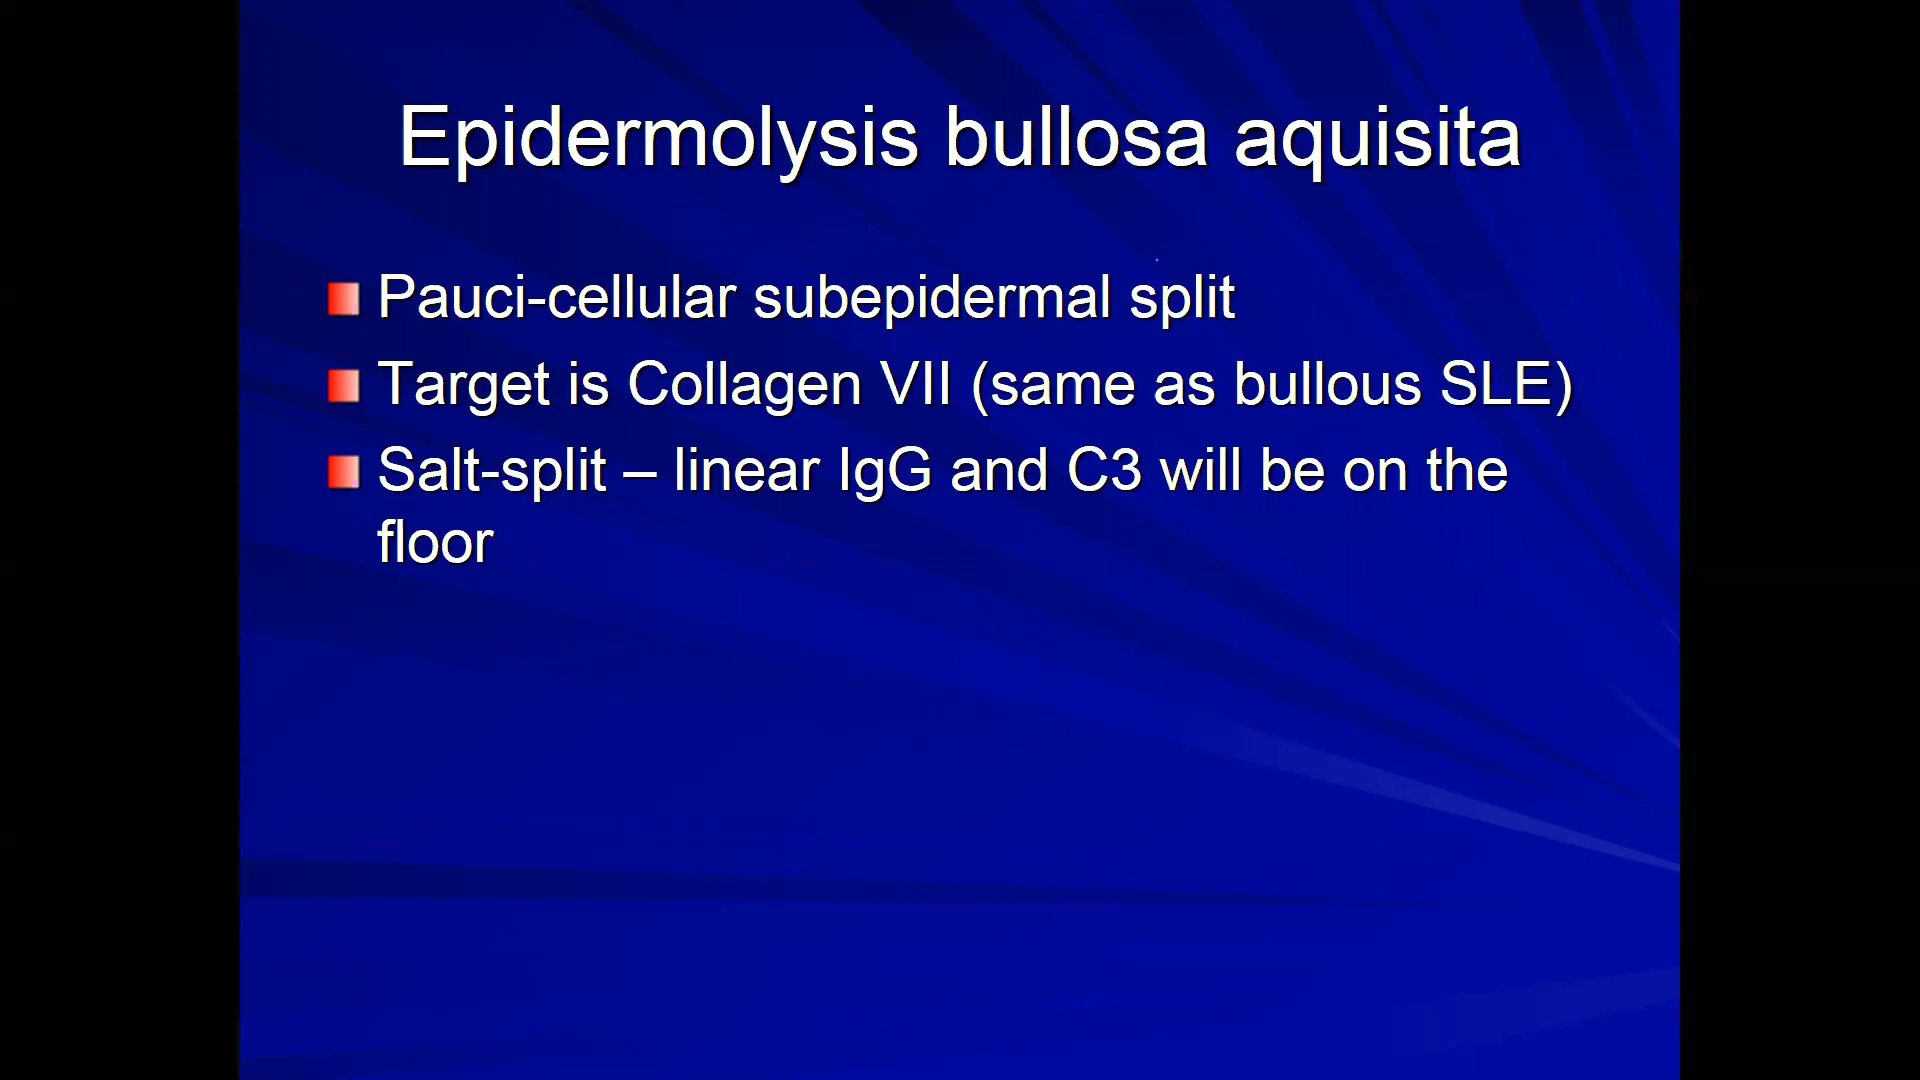 Epidermolysis bullosa aquisita
Pauci-cellular subepidermal split
Target is Collagen VII (same as bullous SLE)
Salt-split – linear IgG and C3 will be on the
floor